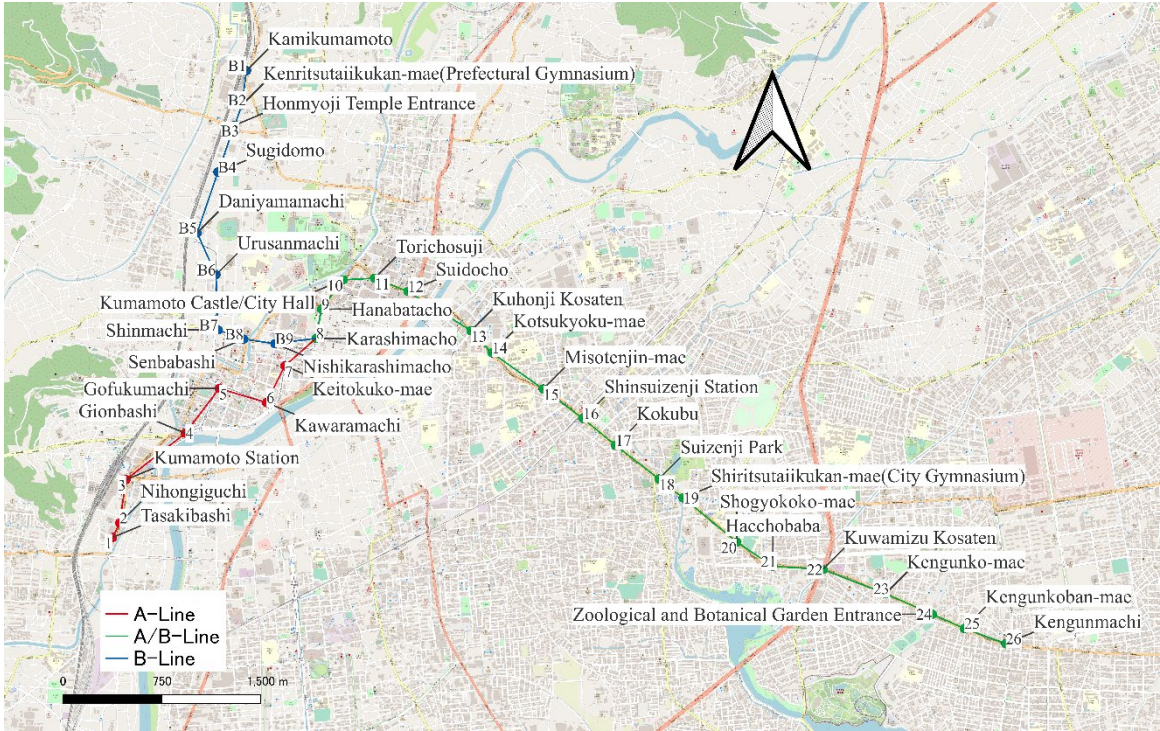 B1
Kamikumamoto
B2
Kenritsutaiikukan-mae(Prefectural Gymnasium)
B3
Honmyoji Temple Entrance
B4
Sugidomo
B5
Daniyamamachi
B6
Urusanmachi
10
11
Torichosuji
12
Suidocho
Kumamoto Castle/City Hall
9
Hanabatacho
Shinmachi
B7
13
Kuhonji Kosaten
14
Kotsukyoku-mae
B8
Senbabashi
B9
8
Karashimacho
7
Nishikarashimacho
Misotenjin-mae
15
Gofukumachi
5
Keitokuko-mae
6
Kawaramachi
Gionbashi
4
Shinsuizenji Station
16
Kokubu
17
Kumamoto Station
3
Suizenji Park
18
Shiritsutaiikukan-mae(City Gymnasium)
19
Nihongiguchi
2
Tasakibashi
1
Shogyokoko-mae
20
Hacchobaba
21
Kuwamizu Kosaten
22
Kengunko-mae
23
Zoological and Botanical Garden Entrance
24
Kengunkoban-mae
25
Kengunmachi
26
A-Line
A/B-Line
B-Line
0 750 1,500 m